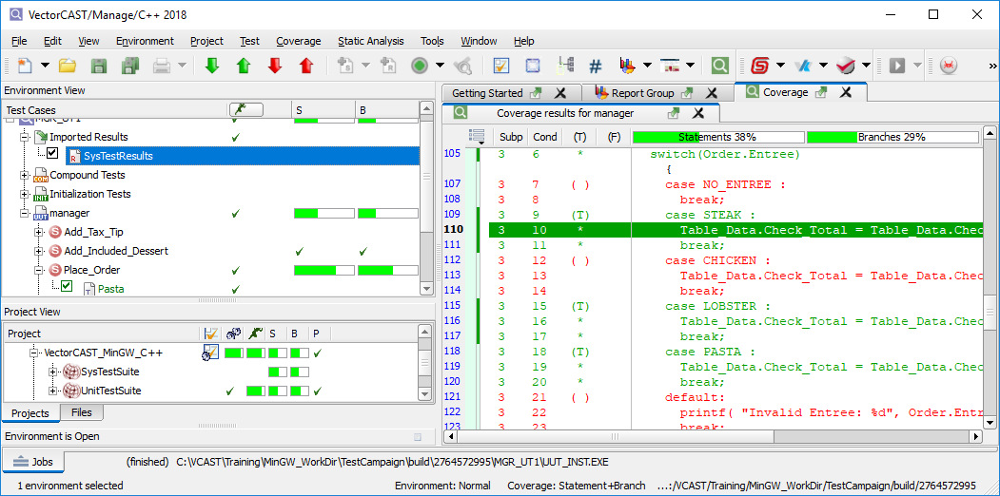 VectorCAST/Manage/C++ 2018
File Edit View Environment Project Test Coverage Static Analysis Tools Window Help
Environment View
Test Cases S B
MGR_UT1
Imported Results
SysTestResults
Compound Tests
Initialization Tests
manager
Add_Tax_Tip
Add_Included_Dessert
Place_Order
Pasta
Project View
Project S B P
VectorCAST_MinGW_C++
SysTestSuite
UnitTestSuite
Projects Files
Environment is Open
Getting Started Report Group Coverage
Coverage results for manager
Subp Cond (T) (F) Statements 38% Branches 29%
105 3 6 * switch(Order.Entree)
{
107 3 7 ( ) case NO_ENTREE :
108 3 8 break;
109 3 9 (T) case STEAK :
110 3 10 * Table_Data.Check_Total = Table_Data.Chec
111 3 11 * break;
112 3 12 ( ) case CHICKEN :
113 3 13 Table_Data.Check_Total = Table_Data.Chec
114 3 14 break;
115 3 15 (T) case LOBSTER :
116 3 16 * Table_Data.Check_Total = Table_Data.Chec
117 3 17 * break;
118 3 18 (T) case PASTA :
119 3 19 * Table_Data.Check_Total = Table_Data.Chec
120 3 20 * break;
121 3 21 ( ) default:
122 3 22 printf( "Invalid Entree: %d", Order.Entr
123 3 23 break;
Jobs (finished) C:\VCAST\Training\MinGW_WorkDir\TestCampaign\build\2764572995\MGR_UT1\UUT_INST.EXE
1 environment selected Environment: Normal Coverage: Statement+Branch ...:/VCAST/Training/MinGW_WorkDir/TestCampaign/build/2764572995